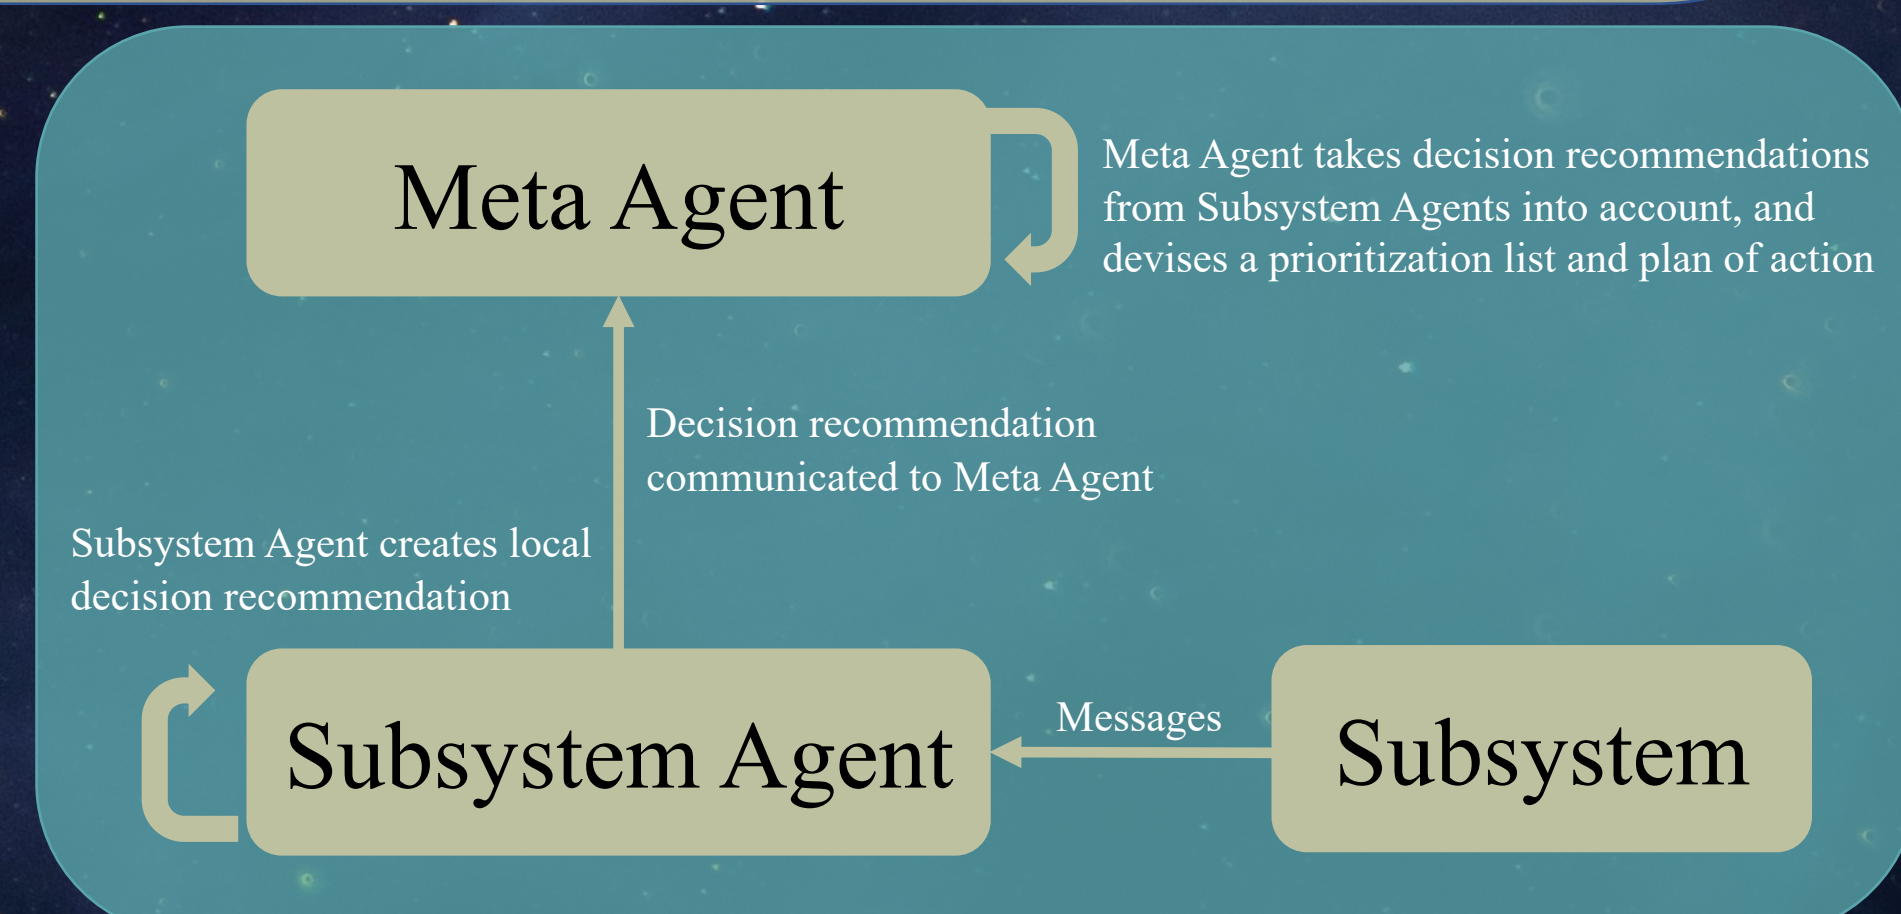 Meta Agent
Meta Agent takes decision recommendations
from Subsystem Agents into account, and
devises a prioritization list and plan of action
Decision recommendation
communicated to Meta Agent
Subsystem Agent creates local
decision recommendation
Subsystem Agent
Messages
Subsystem